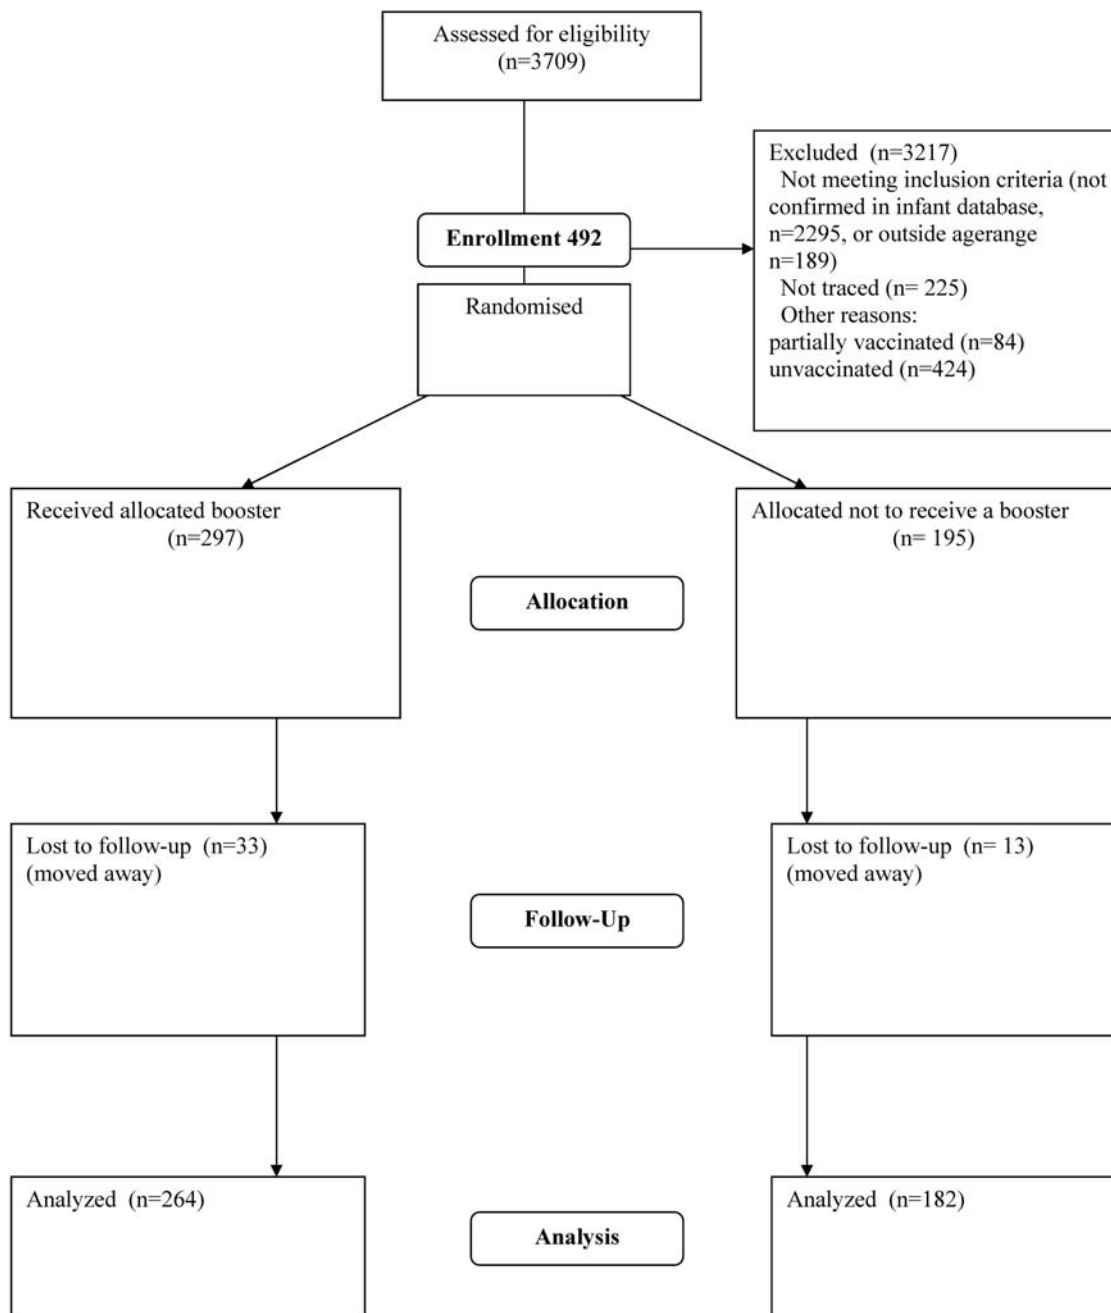 Assessed for eligibility
(n=3709)
Excluded (n=3217)
Not meeting inclusion criteria (not
confirmed in infant database,
n=2295, or outside agerange
n=189)
Not traced (n= 225)
Other reasons:
partially vaccinated (n=84)
unvaccinated (n=424)
Enrollment 492
Randomised
Received allocated booster
(n=297)
Allocated not to receive a booster
(n= 195)
Allocation
Lost to follow-up (n=33)
(moved away)
Lost to follow-up (n= 13)
(moved away)
Follow-Up
Analyzed (n=264)
Analyzed (n=182)
Analysis